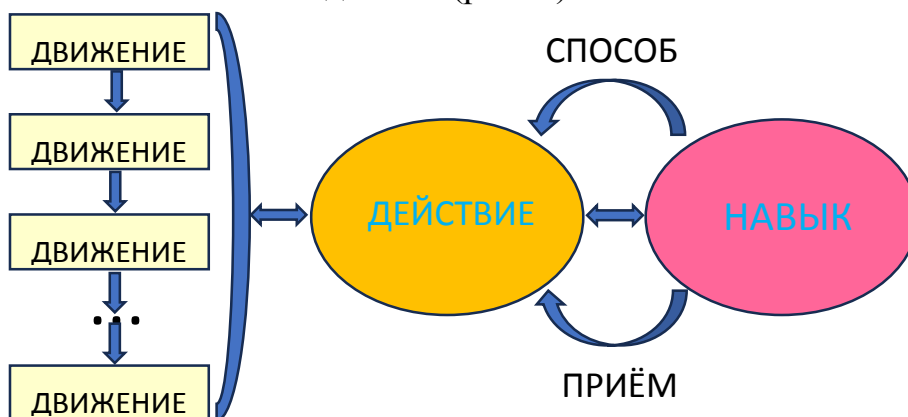 ДВИЖЕНИЕ
ДВИЖЕНИЕ
ДВИЖЕНИЕ
...
ДВИЖЕНИЕ
СПОСОБ
ДЕЙСТВИЕ
НАВЫК
ПРИЁМ